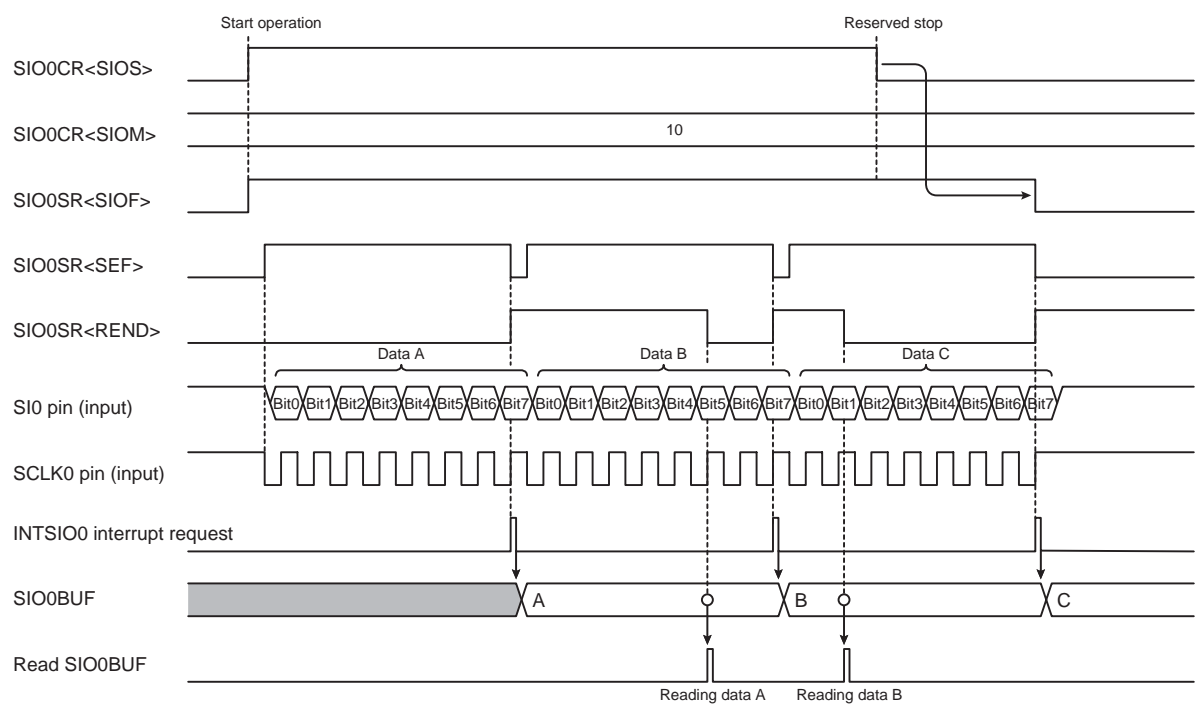 Start operation
Reserved stop
SIO0CR<SIOS>
SIO0CR<SIOM>
10
SIO0SR<SIOF>
SIO0SR<SEF>
SIO0SR<REND>
Data A
Data B
Data C
SI0 pin (input)
Bit0 Bit1 Bit2 Bit3 Bit4 Bit5 Bit6 Bit7 Bit0 Bit1 Bit2 Bit3 Bit4 Bit5 Bit6 Bit7 Bit0 Bit1 Bit2 Bit3 Bit4 Bit5 Bit6 Bit7
SCLK0 pin (input)
INTSIO0 interrupt request
SIO0BUF
A
B
C
Read SIO0BUF
Reading data A
Reading data B